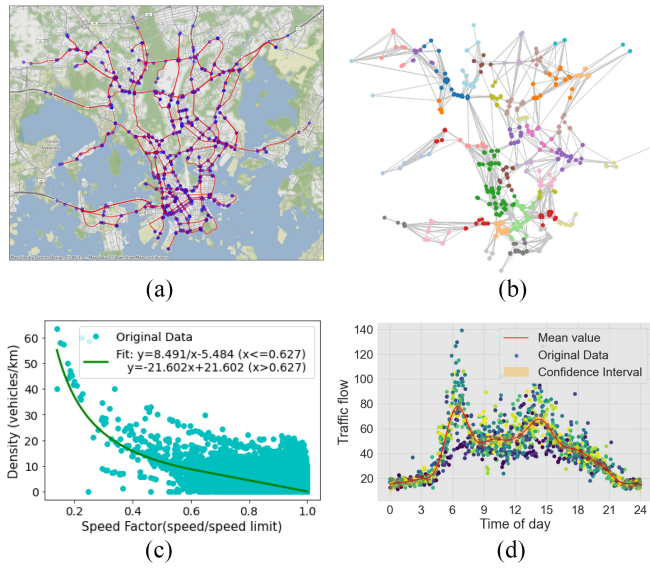 (a)
(b)
Density (vehicles/km)
60
50
40
30
20
10
0
Original Data
Fit: y=8.491/x-5.484 (x<=0.627)
y=-21.602x+21.602 (x>0.627)
0.2
0.4
0.6
0.8
1.0
Speed Factor(speed/speed limit)
(c)
Traffic flow
140
120
100
80
60
40
20
Mean value
Original Data
Confidence Interval
0
3
6
9
12
15
18
21
24
Time of day
(d)